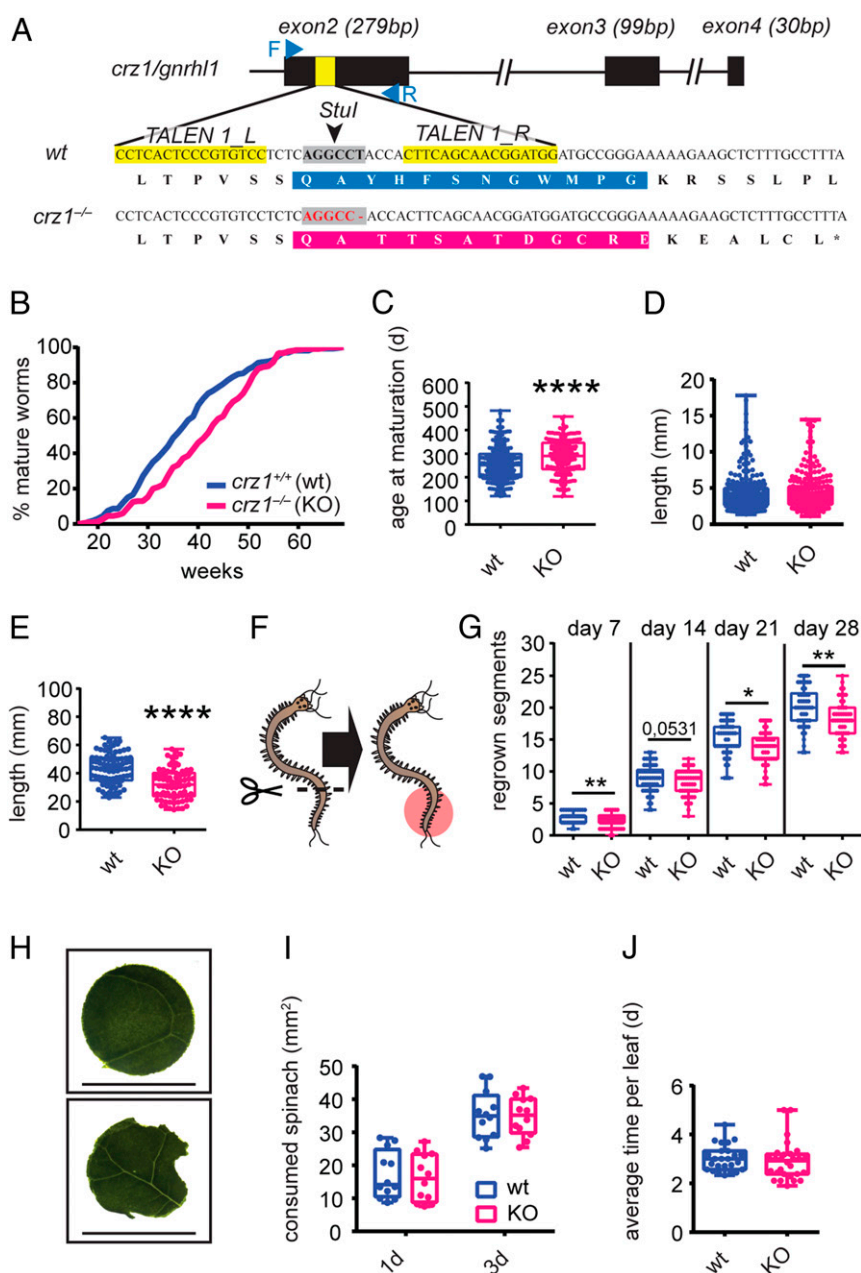 A
exon2 (279bp) exon3 (99bp) exon4 (30bp)
F
crz1/gnrhl1
R
StuI
TALEN 1_L TALEN 1_R
wt CCTCACTCCCGTGTCCTCTCAGGCCTACCACTTCAGCAACGGATGGATGCCGGGAAAAAGAAGCTCTTTGCCTTTA
L T P V S S Q A Y H F S N G W M P G K R S S L P L
crz1–/– CCTCACTCCCGTGTCCTCTCAGGCC-ACCACTTCAGCAACGGATGGATGCCGGGAAAAAGAAGCTCTTTGCCTTTA
L T P V S S Q A T T S A T D G C R E K E A L C L *
B
% mature worms
100
80
60
40
20
0
crz1+/+ (wt)
crz1–/– (KO)
20 30 40 50 60
weeks
C
age at maturation (d)
600
500
400
300
200
100
0
****
wt KO
D
length (mm)
20
15
10
5
0
wt KO
E
length (mm)
100
80
60
40
20
0
****
wt KO
F
G
day 7 day 14 day 21 day 28
regrown segments
30
25
20
15
10
5
0
** 0,0531 * **
wt KO wt KO wt KO wt KO
H
I
consumed spinach (mm2)
50
40
30
20
10
0
wt
KO
1d 3d
J
average time per leaf (d)
6
4
2
0
wt KO